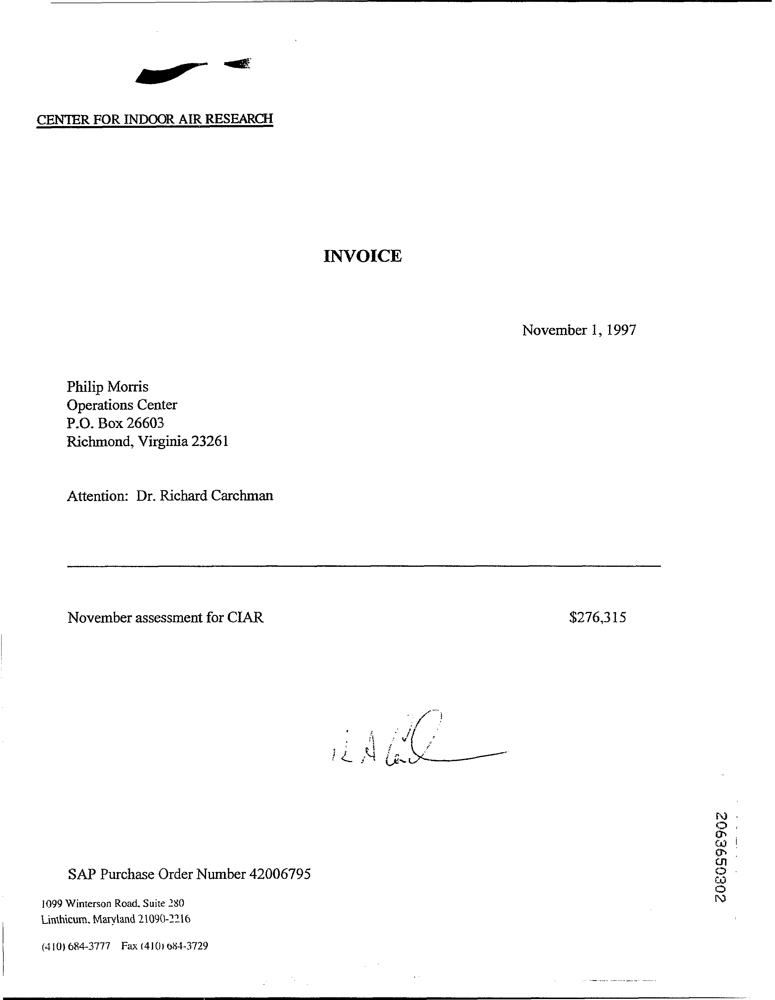 CENTER FOR INDOOR AIR RESEARCH
INVOICE
November 1, 1997
Philip Morris
Operations Center
P.O. Box 26603
Richmond, Virginia 23261
Attention: Dr. Richard Carchman
November assessment for CIAR $276,315
SAP Purchase Order Number 42006795
1099 Winterson Road, Suite 280
Linthicum, Maryland 21090-2216
(410) 684-3777 Fax (410) 684-3729
2063650302